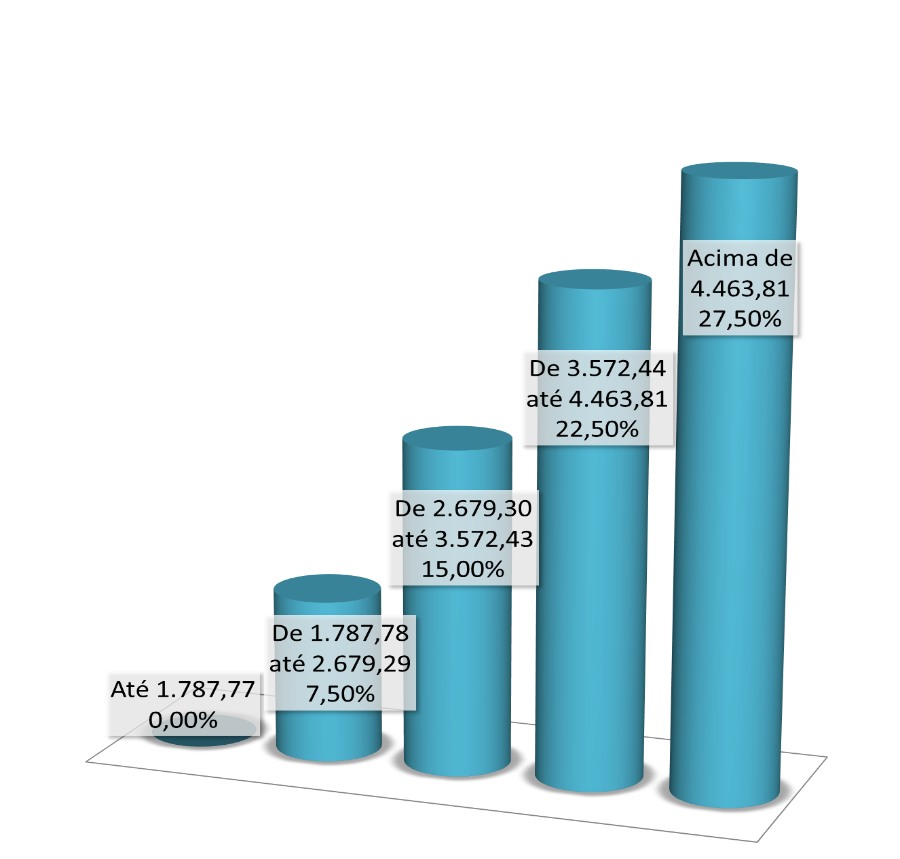 Até 1.787,77
0,00%
De 1.787,78
até 2.679,29
7,50%
De 2.679,30
até 3.572,43
15,00%
De 3.572,44
até 4.463,81
22,50%
Acima de
4.463,81
27,50%